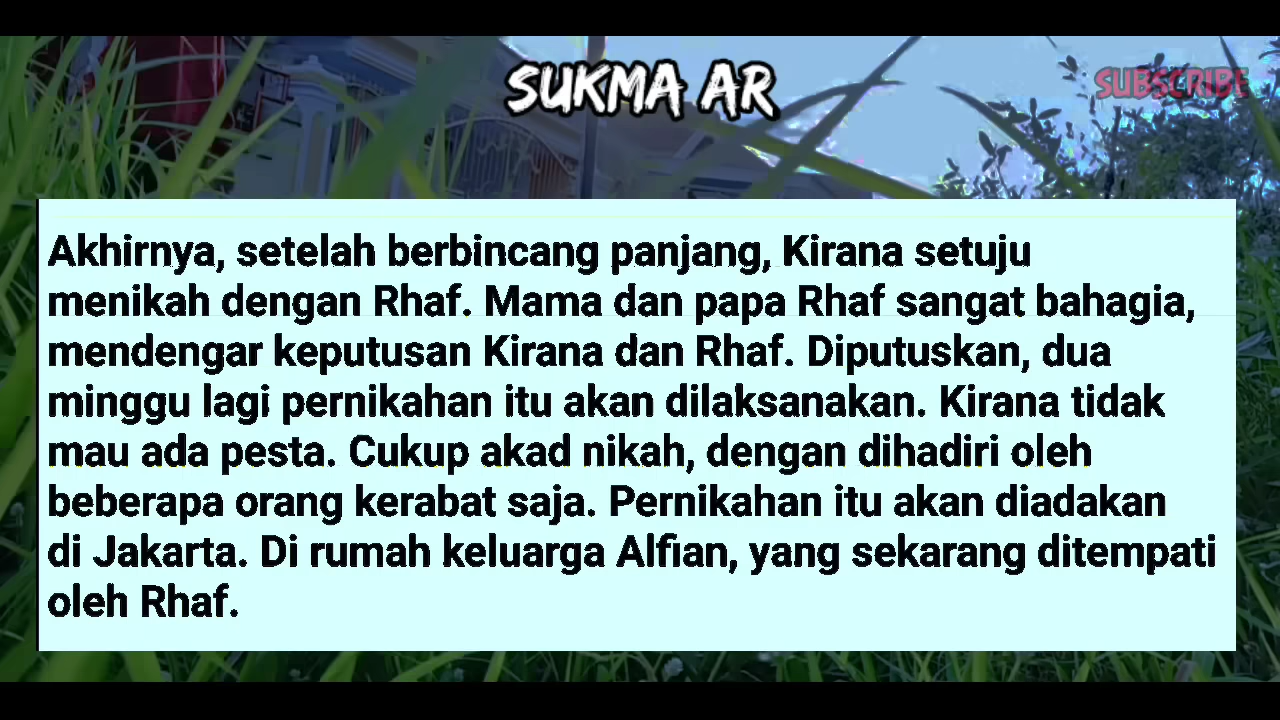 SUKMA AR
SUBSCRIBE
Akhirnya, setelah berbincang panjang, Kirana setuju
menikah dengan Rhaf. Mama dan papa Rhaf sangat bahagia,
mendengar keputusan Kirana dan Rhaf. Diputuskan, dua
minggu lagi pernikahan itu akan dilaksanakan. Kirana tidak
mau ada pesta. Cukup akad nikah, dengan dihadiri oleh
beberapa orang kerabat saja. Pernikahan itu akan diadakan
di Jakarta. Di rumah keluarga Alfian, yang sekarang ditempati
oleh Rhaf.